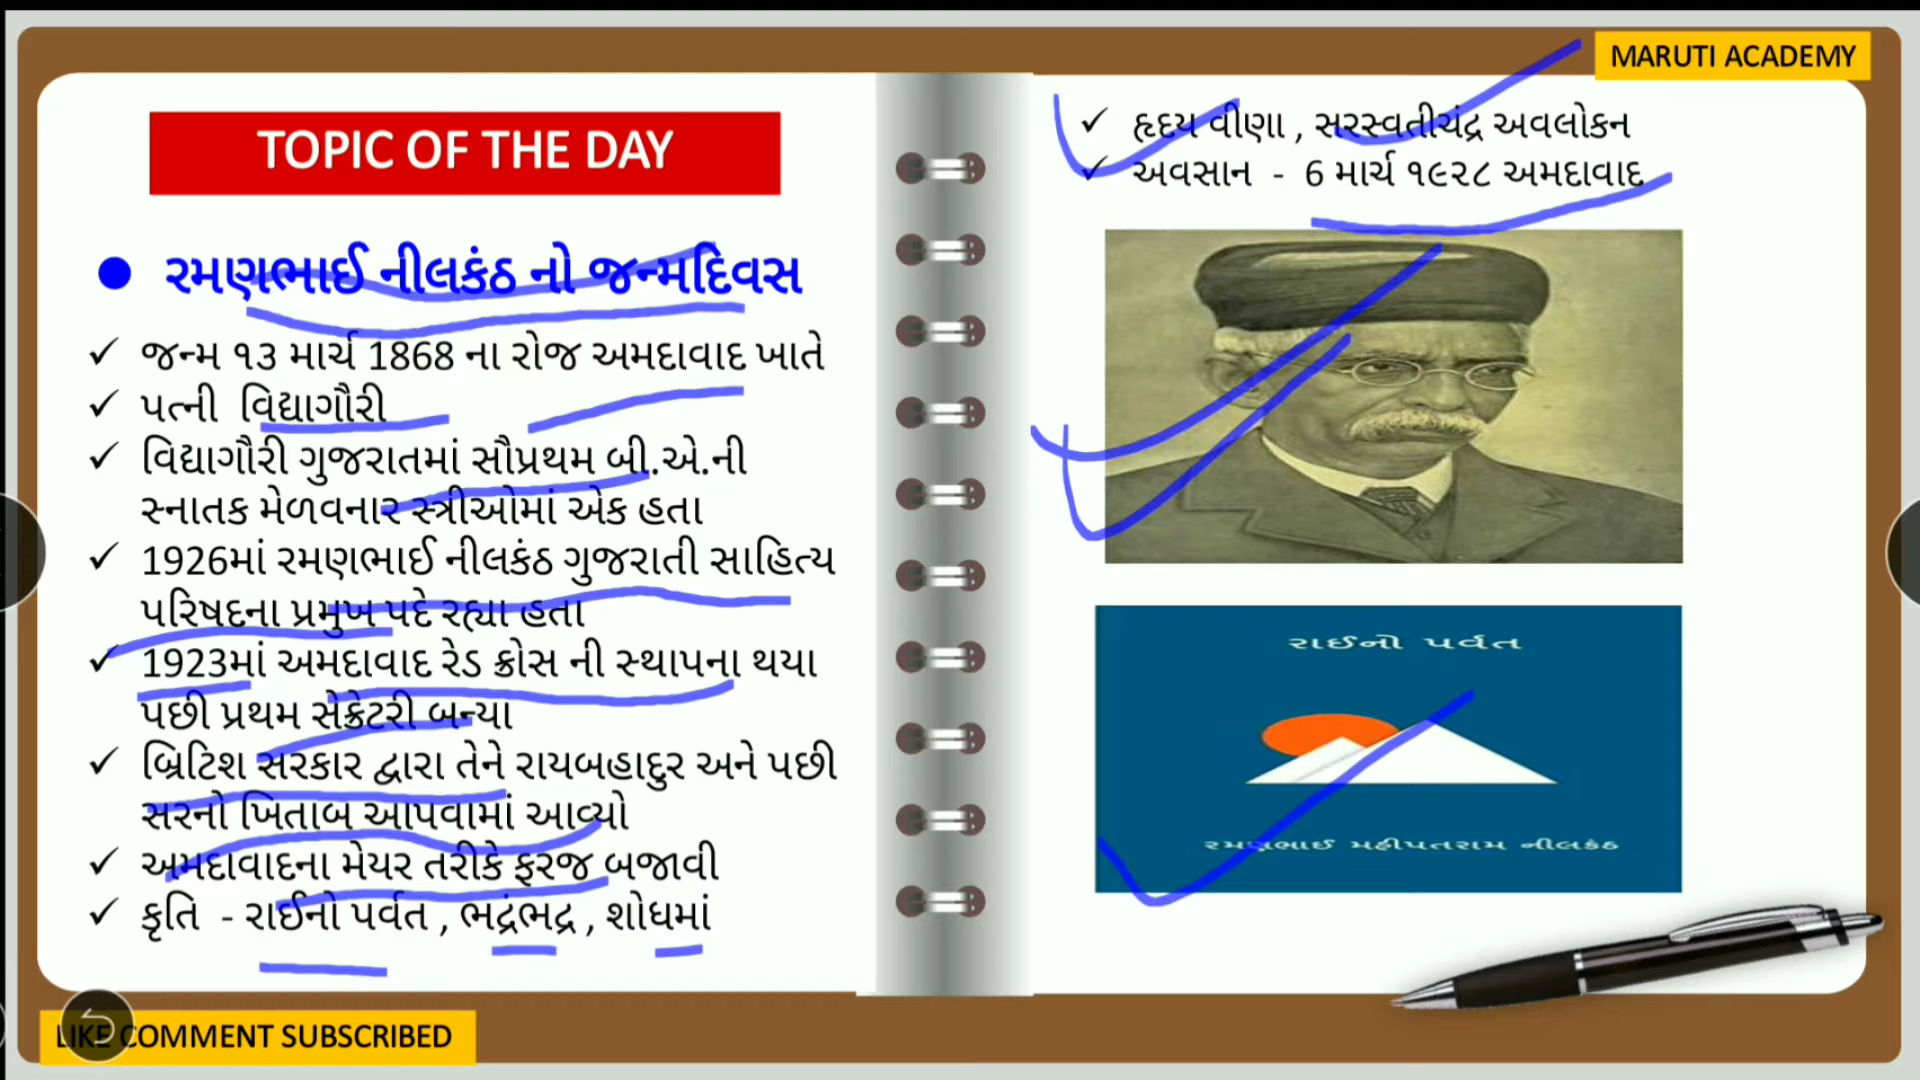 MARUTI ACADEMY
TOPIC OF THE DAY
રમણભાઈ નીલકંઠ નો જન્મદિવસ
જન્મ ૧૩ માર્ચ 1868 ના રોજ અમદાવાદ ખાતે
પત્ની વિદ્યાગૌરી
વિદ્યાગૌરી ગુજરાતમાં સૌપ્રથમ બી.એ.ની
સ્નાતક મેળવનાર સ્ત્રીઓમાં એક હતા
1926માં રમણભાઈ નીલકંઠ ગુજરાતી સાહિત્ય
પરિષદના પ્રમુખ પદે રહ્યા હતા
1923માં અમદાવાદ રેડ ક્રોસ ની સ્થાપના થયા
પછી પ્રથમ સેક્રેટરી બન્યા
બ્રિટિશ સરકાર દ્વારા તેને રાયબહાદુર અને પછી
સરનો ખિતાબ આપવામાં આવ્યો
અમદાવાદના મેયર તરીકે ફરજ બજાવી
કૃતિ - રાઈનો પર્વત , ભદ્રંભદ્ર , શોધમાં
હૃદય વીણા , સરસ્વતીચંદ્ર અવલોકન
અવસાન - 6 માર્ચ ૧૯૨૮ અમદાવાદ
રાઈનો પર્વત
રમણભાઈ મહીપતરામ નીલકંઠ
LIKE COMMENT SUBSCRIBED